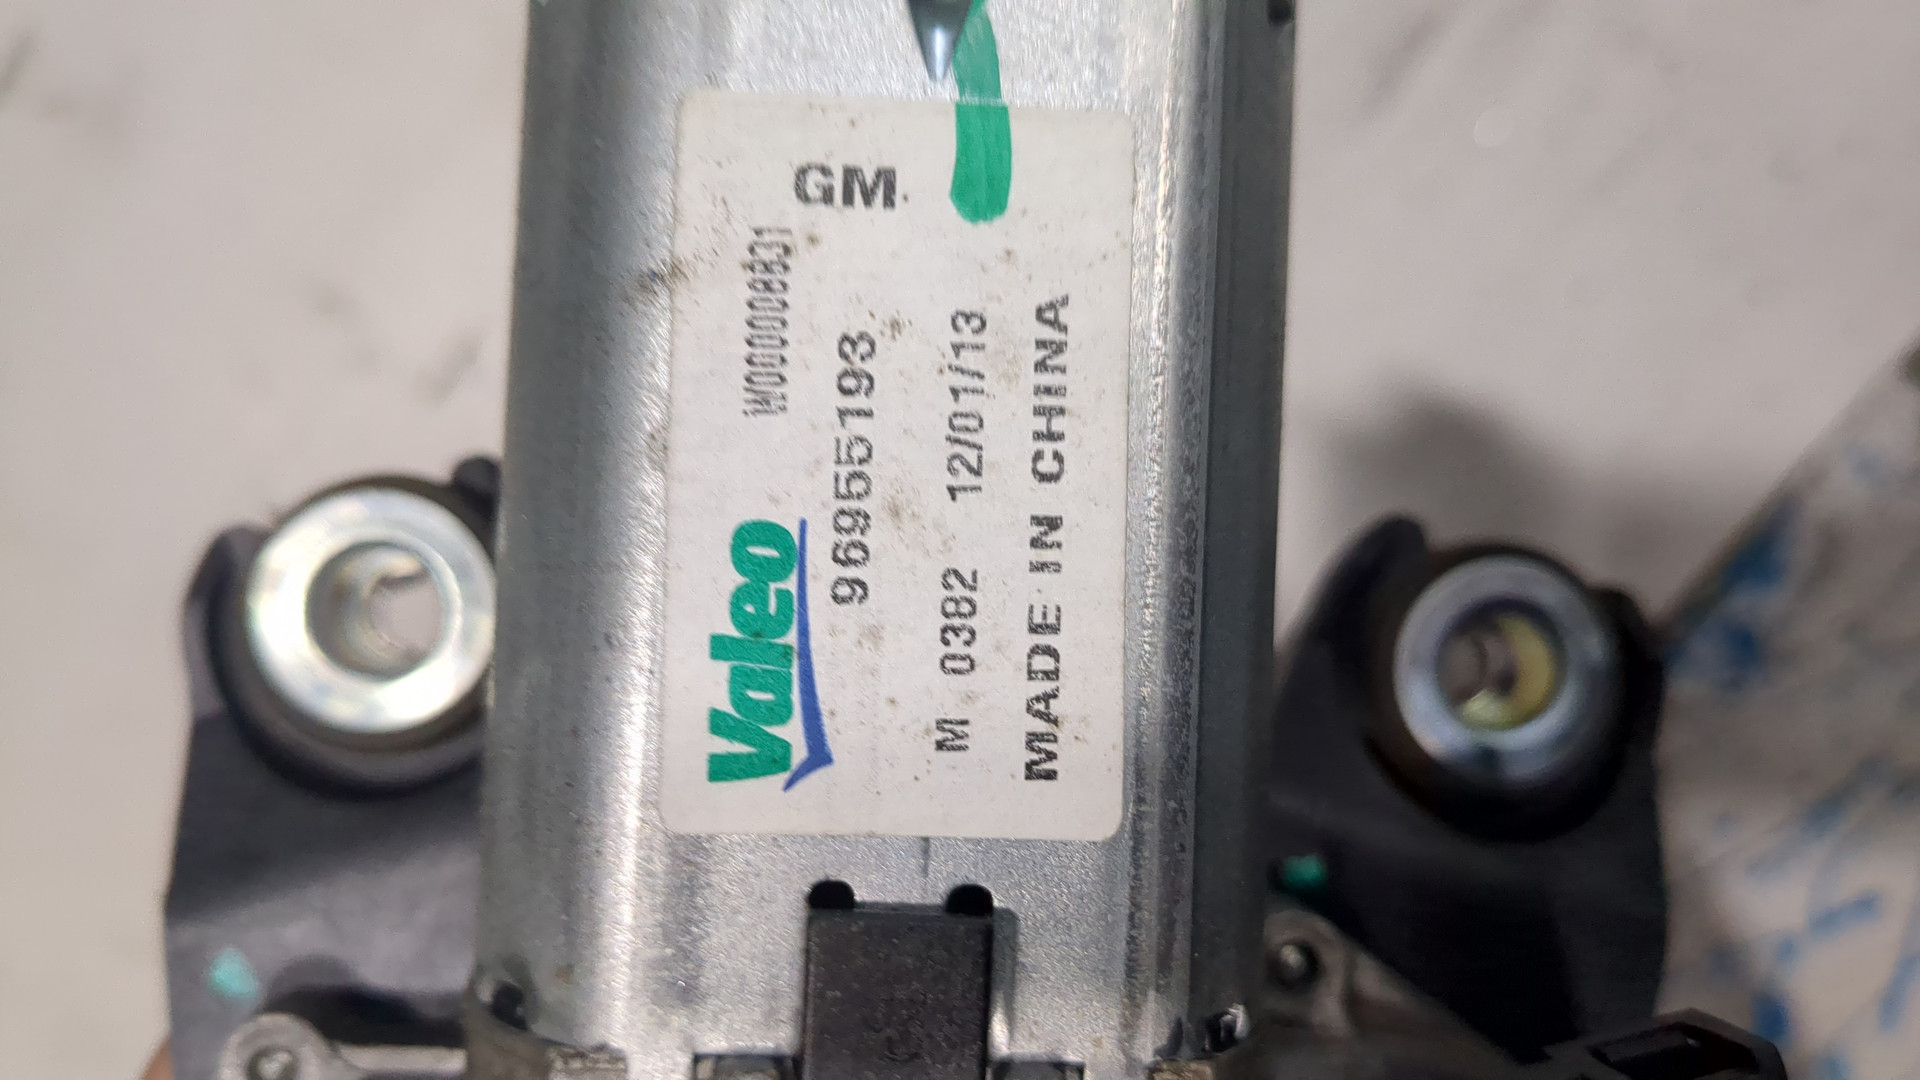 GM
W000008831
Valeo
96955193
M 0382 12/01/13
MADE IN CHINA